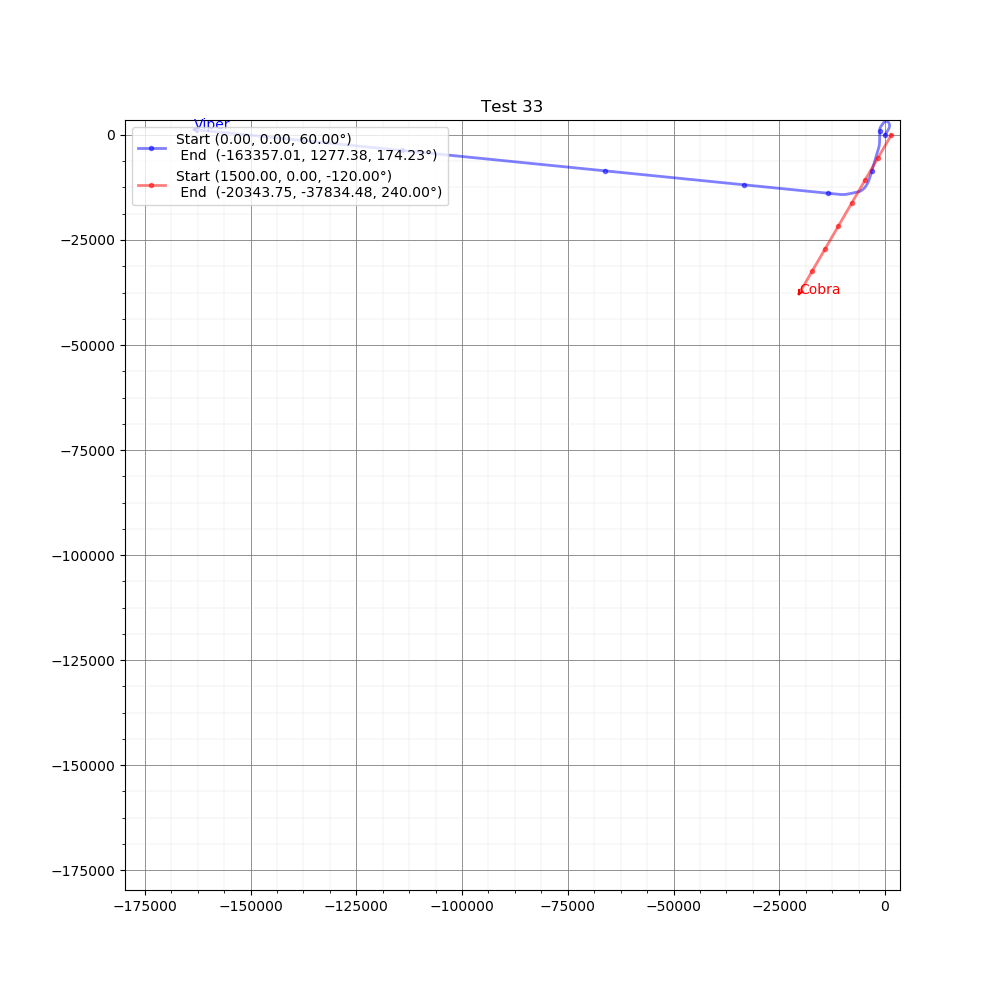 Test 33
Viper
Start (0.00, 0.00, 60.00°)
End (-163357.01, 1277.38, 174.23°)
Start (1500.00, 0.00, -120.00°)
End (-20343.75, -37834.48, 240.00°)
Cobra
0
−25000
−50000
−75000
−100000
−125000
−150000
−175000
−175000 −150000 −125000 −100000 −75000 −50000 −25000 0